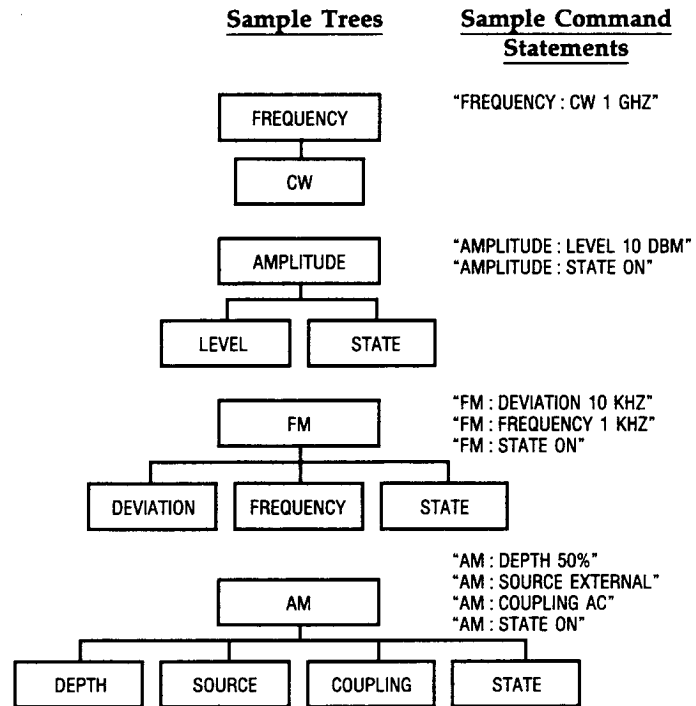 Sample Trees
Sample Command
Statements
FREQUENCY
CW
"FREQUENCY : CW 1 GHZ"
AMPLITUDE
LEVEL
STATE
"AMPLITUDE : LEVEL 10 DBM"
"AMPLITUDE : STATE ON"
FM
DEVIATION
FREQUENCY
STATE
"FM : DEVIATION 10 KHZ"
"FM : FREQUENCY 1 KHZ"
"FM : STATE ON"
AM
DEPTH
SOURCE
COUPLING
STATE
"AM : DEPTH 50%"
"AM : SOURCE EXTERNAL"
"AM : COUPLING AC"
"AM : STATE ON"